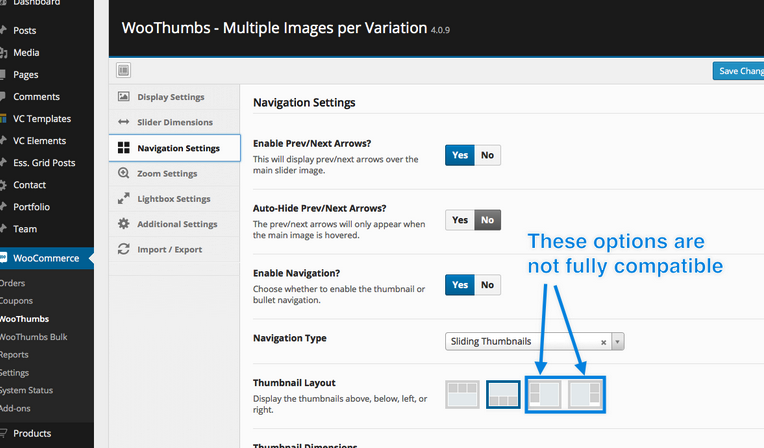 Dashboard
Posts
Media
Pages
Comments
VC Templates
VC Elements
Ess. Grid Posts
Contact
Portfolio
Team
WooCommerce
Orders
Coupons
WooThumbs
WooThumbs Bulk
Reports
Settings
System Status
Add-ons
Products
WooThumbs - Multiple Images per Variation 4.0.9
Save Chang
Display Settings
Slider Dimensions
Navigation Settings
Zoom Settings
Lightbox Settings
Additional Settings
Import / Export
Navigation Settings
Enable Prev/Next Arrows?
This will display prev/next arrows over the
main slider image.
Yes No
Auto-Hide Prev/Next Arrows?
The prev/next arrows will only appear when
the main image is hovered.
Yes No
These options are
not fully compatible
Enable Navigation?
Choose whether to enable the thumbnail or
bullet navigation.
Yes No
Navigation Type
Sliding Thumbnails
Thumbnail Layout
Display the thumbnails above, below, left, or
right.
Thumbnail Dimensions